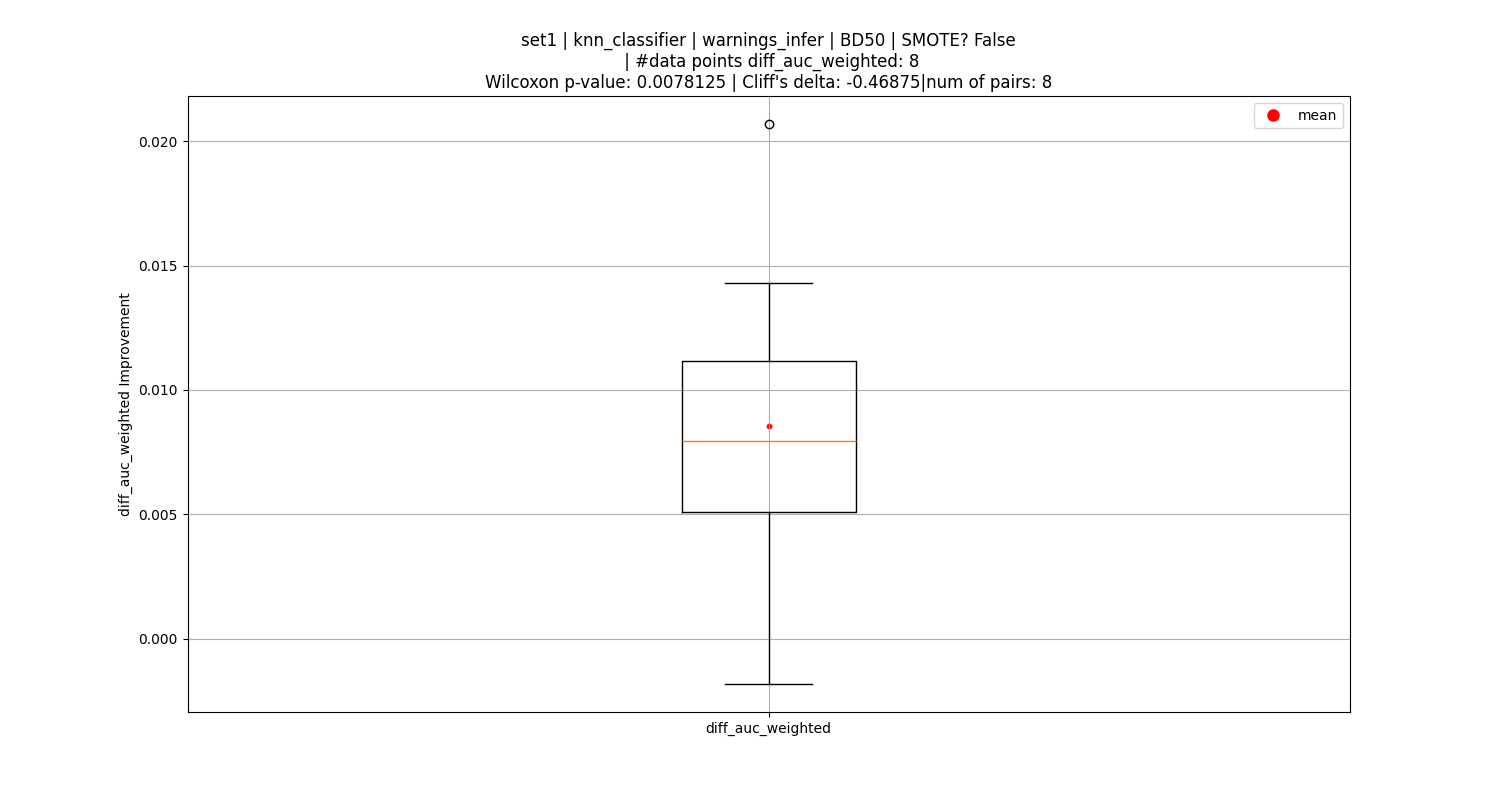 set1 | knn_classifier | warnings_infer | BD50 | SMOTE? False
| #data points diff_auc_weighted: 8
Wilcoxon p-value: 0.0078125 | Cliff's delta: -0.46875|num of pairs: 8
mean
0.020
0.015
0.010
0.005
0.000
diff_auc_weighted Improvement
diff_auc_weighted